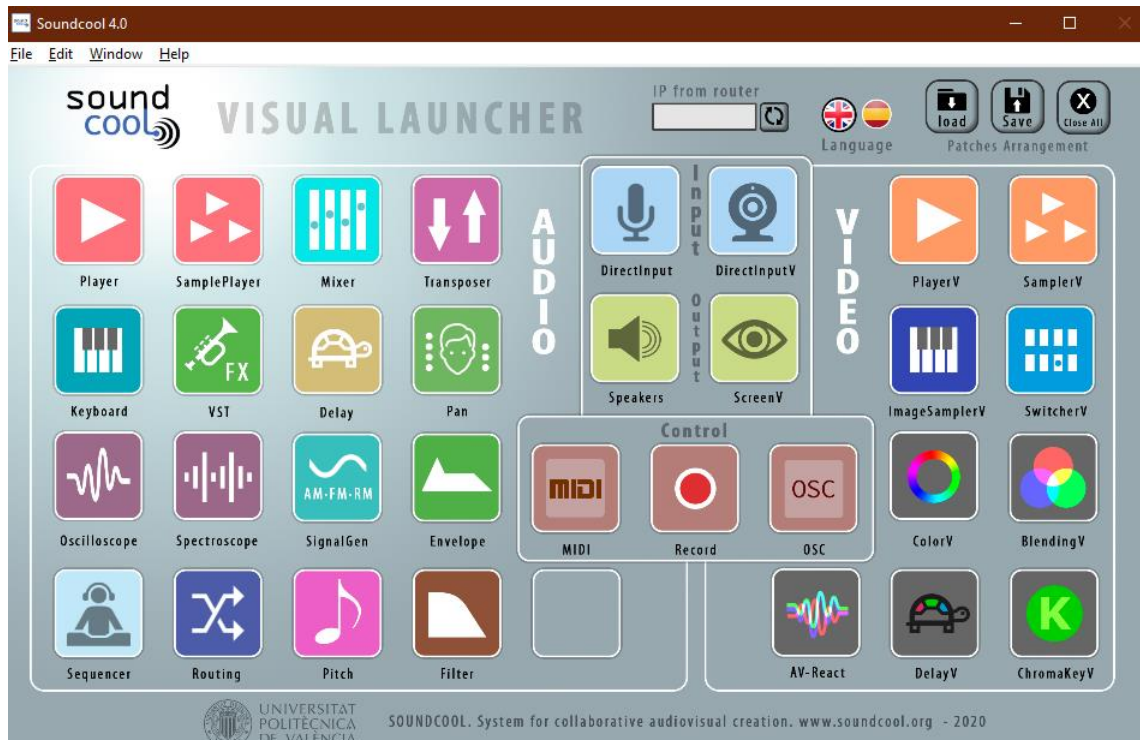 Soundcool 4.0
File Edit Window Help
sound
cool
VISUAL LAUNCHER
IP from router
Language
load
Save
Close All
Patches Arrangement
AUDIO
Player
SamplePlayer
Mixer
Transposer
Keyboard
FX
VST
Delay
Pan
Oscilloscope
Spectroscope
AM-FM-RM
SignalGen
Envelope
Sequencer
Routing
Pitch
Filter
Input
DirectInput
DirectInputV
Output
Speakers
ScreenV
Control
MIDI
MIDI
Record
OSC
OSC
VIDEO
PlayerV
SamplerV
ImageSamplerV
SwitcherV
ColorV
BlendingV
AV-React
DelayV
K
ChromaKeyV
UNIVERSITAT
POLITÈCNICA
DE VALÈNCIA
SOUNDCOOL. System for collaborative audiovisual creation. www.soundcool.org - 2020